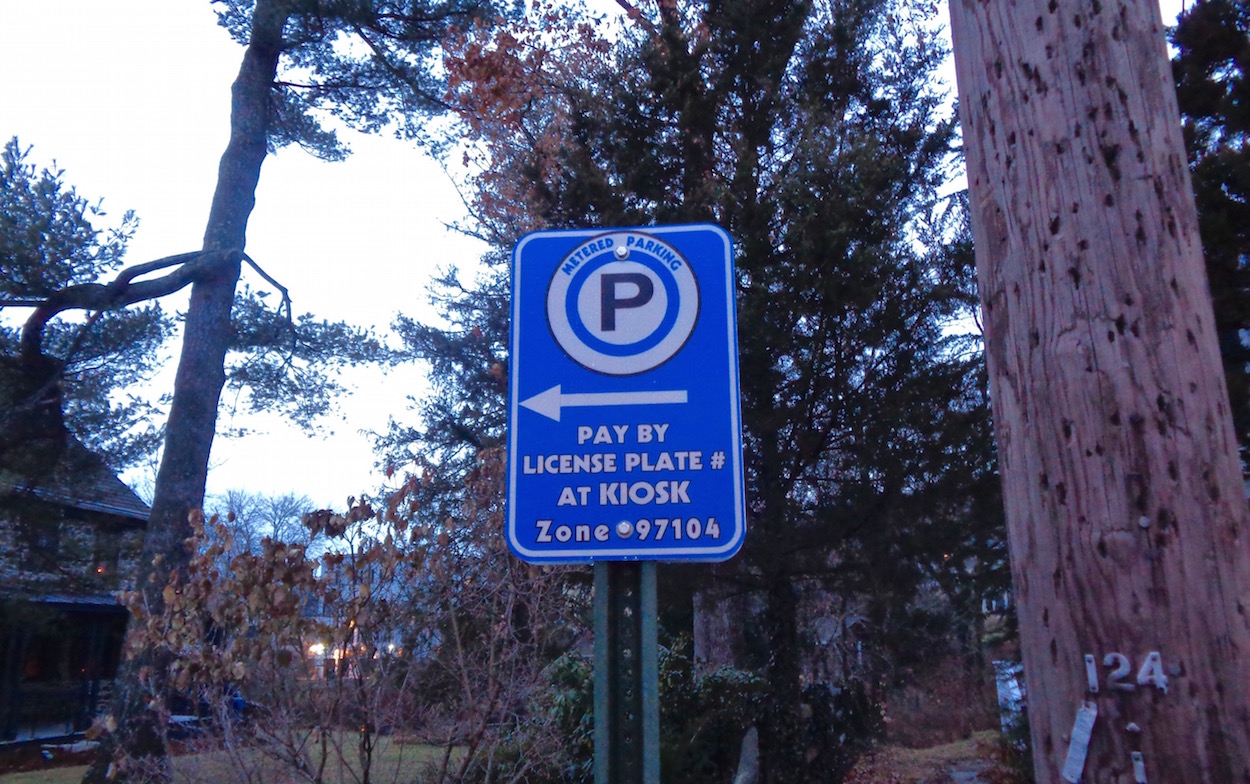 METERED PARKING
P
PAY BY
LICENSE PLATE #
AT KIOSK
Zone 97104
124